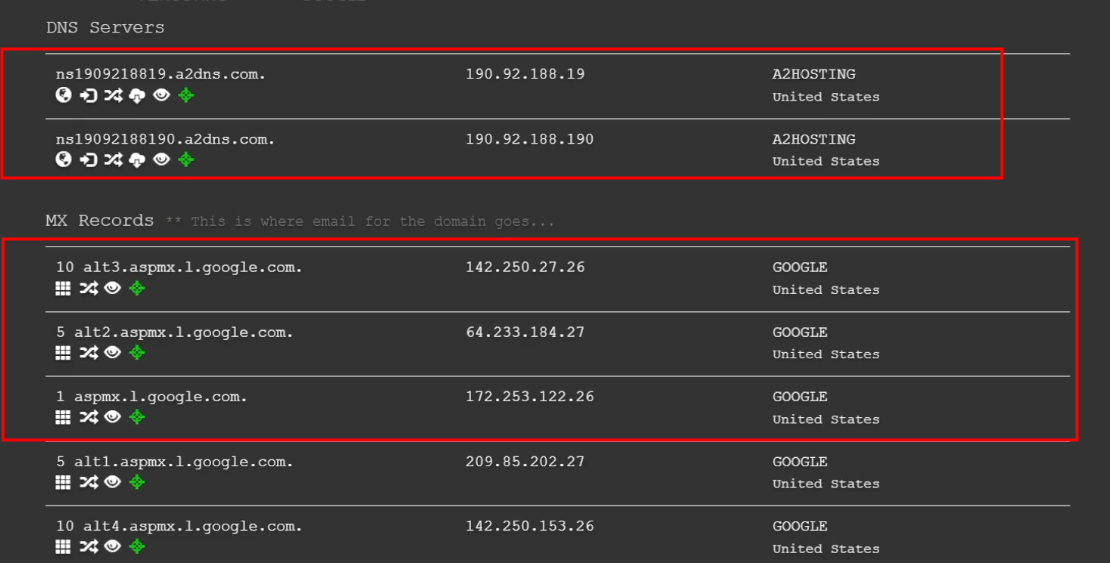 DNS Servers
ns1909218819.a2dns.com. 190.92.188.19 A2HOSTING
United States
ns19092188190.a2dns.com. 190.92.188.190 A2HOSTING
United States
MX Records ** This is where email for the domain goes...
10 alt3.aspmx.l.google.com. 142.250.27.26 GOOGLE
United States
5 alt2.aspmx.l.google.com. 64.233.184.27 GOOGLE
United States
1 aspmx.l.google.com. 172.253.122.26 GOOGLE
United States
5 alt1.aspmx.l.google.com. 209.85.202.27 GOOGLE
United States
10 alt4.aspmx.l.google.com. 142.250.153.26 GOOGLE
United States